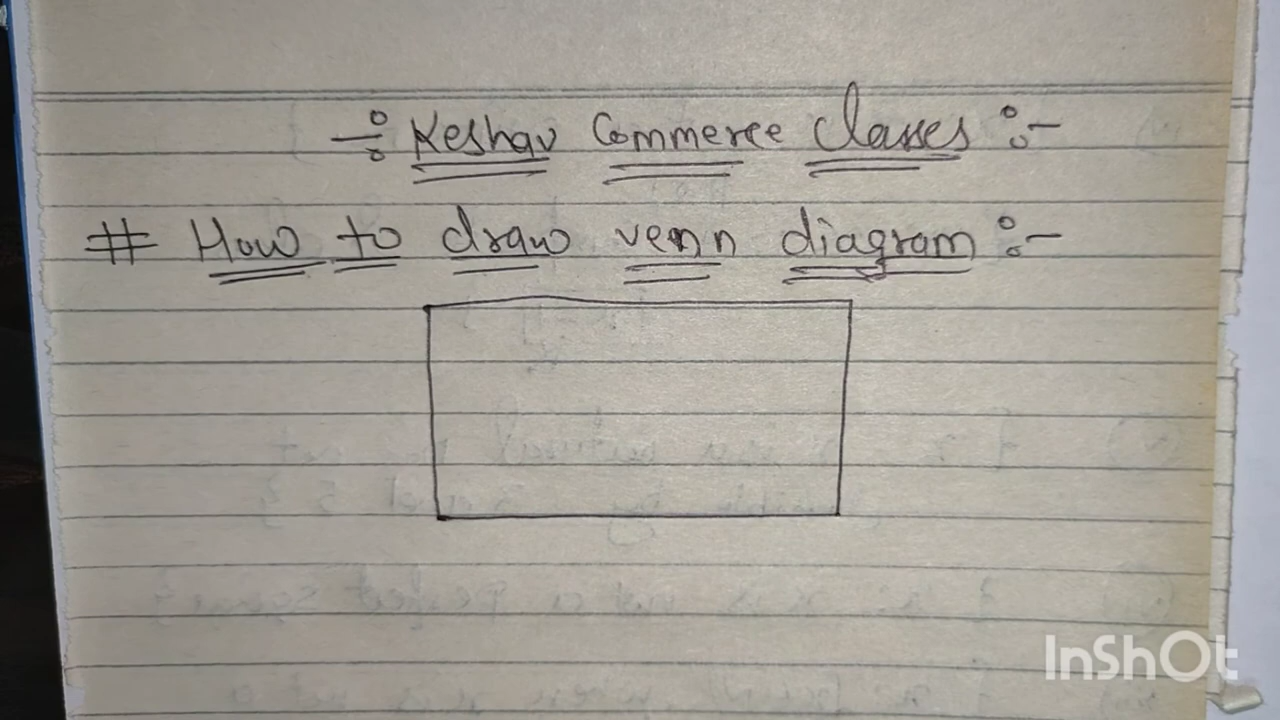 -: Keshav Commerce Classes :-
# How to draw venn diagram :-
InShOt